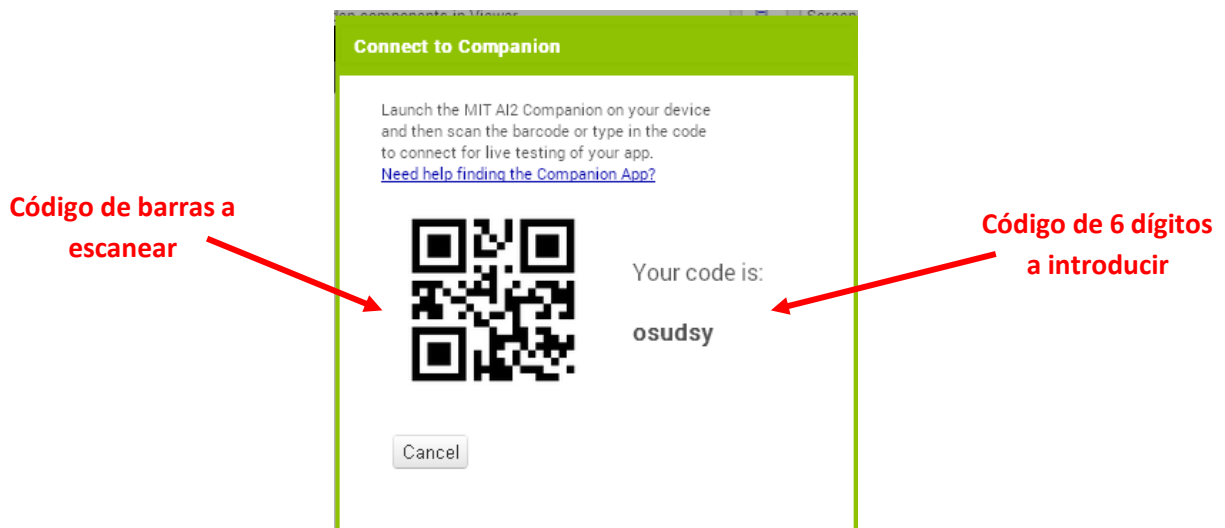 Connect to Companion
Launch the MIT AI2 Companion on your device
and then scan the barcode or type in the code
to connect for live testing of your app.
Need help finding the Companion App?
Código de barras a
escanear
Your code is:
osudsy
Código de 6 dígitos
a introducir
Cancel